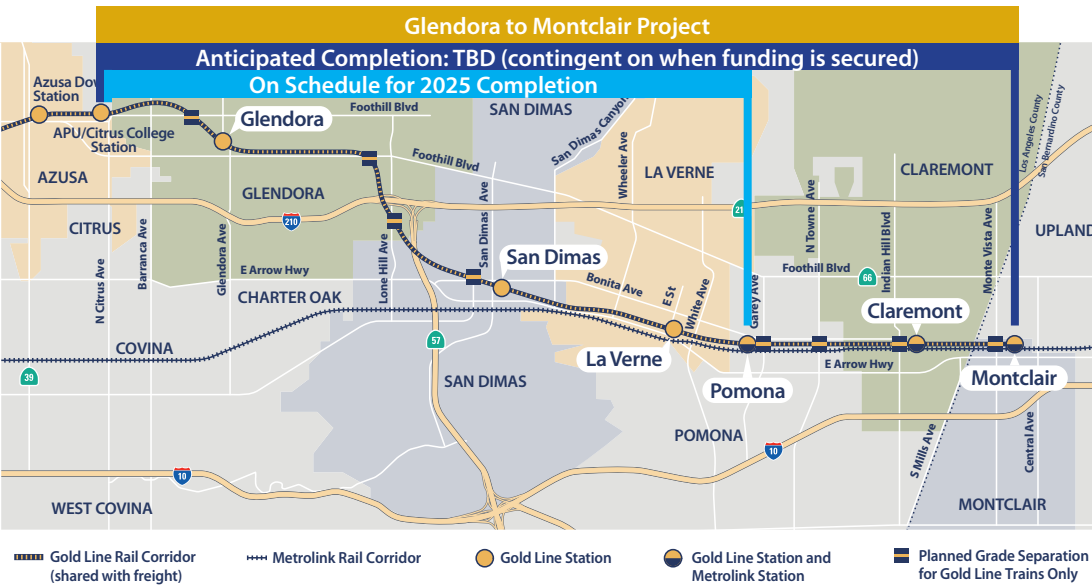 Glendora to Montclair Project
Anticipated Completion: TBD (contingent on when funding is secured)
On Schedule for 2025 Completion
Azusa Dow
Station
APU/Citrus College
Station
Glendora
Foothill Blvd
SAN DIMAS
San Dimas Canyon
Foothill Blvd
Wheeler Ave
LA VERNE
CLAREMONT
Los Angeles County
San Bernardino County
AZUSA
GLENDORA
210
21
CITRUS
UPLAND
N Citrus Ave
Barranca Ave
Glendora Ave
Lone Hill Ave
San Dimas Ave
N Towne Ave
Indian Hill Blvd
Monte Vista Ave
E Arrow Hwy
San Dimas
Bonita Ave
Foothill Blvd
66
CHARTER OAK
E St
White Ave
Garey Ave
Claremont
57
COVINA
La Verne
E Arrow Hwy
39
SAN DIMAS
Pomona
Montclair
POMONA
10
10
S Mills Ave
Central Ave
WEST COVINA
MONTCLAIR
Gold Line Rail Corridor
(shared with freight)
Metrolink Rail Corridor
Gold Line Station
Gold Line Station and
Metrolink Station
Planned Grade Separation
for Gold Line Trains Only